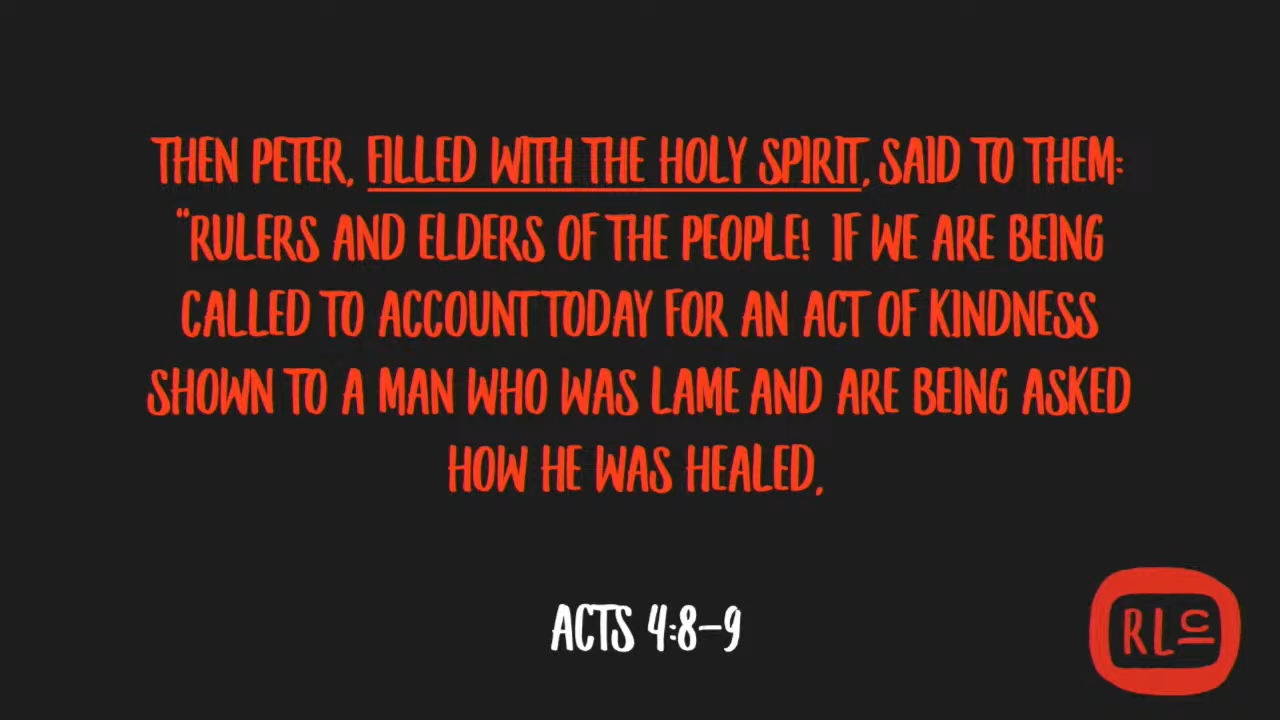 THEN PETER, FILLED WITH THE HOLY SPIRIT, SAID TO THEM:
"RULERS AND ELDERS OF THE PEOPLE! IF WE ARE BEING
CALLED TO ACCOUNT TODAY FOR AN ACT OF KINDNESS
SHOWN TO A MAN WHO WAS LAME AND ARE BEING ASKED
HOW HE WAS HEALED,
ACTS 4:8–9
RLC